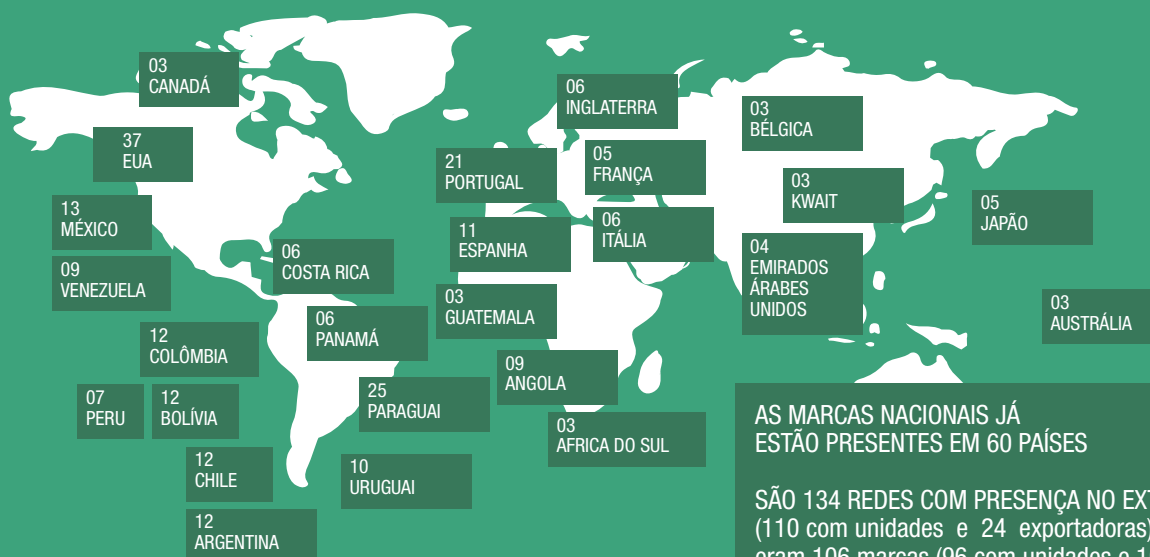 03
CANADÁ
37
EUA
13
MÉXICO
09
VENEZUELA
06
COSTA RICA
06
PANAMÁ
12
COLÔMBIA
07
PERU
12
BOLÍVIA
25
PARAGUAI
12
CHILE
10
URUGUAI
12
ARGENTINA
06
INGLATERRA
21
PORTUGAL
05
FRANÇA
11
ESPANHA
06
ITÁLIA
03
GUATEMALA
09
ANGOLA
03
AFRICA DO SUL
03
BÉLGICA
03
KWAIT
04
EMIRADOS
ÁRABES
UNIDOS
05
JAPÃO
03
AUSTRÁLIA
AS MARCAS NACIONAIS JÁ
ESTÃO PRESENTES EM 60 PAÍSES
SÃO 134 REDES COM PRESENÇA NO
(110 com unidades e 24 exportadoras)
eram 106 marcas (96 com unidades e